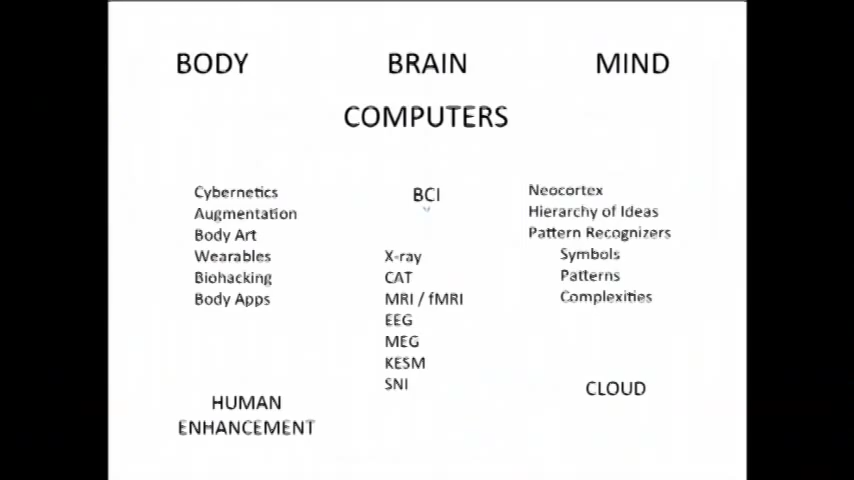 BODY BRAIN MIND
COMPUTERS
Cybernetics
Augmentation
Body Art
Wearables
Biohacking
Body Apps
HUMAN
ENHANCEMENT
BCI
X-ray
CAT
MRI / fMRI
EEG
MEG
KESM
SNI
Neocortex
Hierarchy of Ideas
Pattern Recognizers
Symbols
Patterns
Complexities
CLOUD